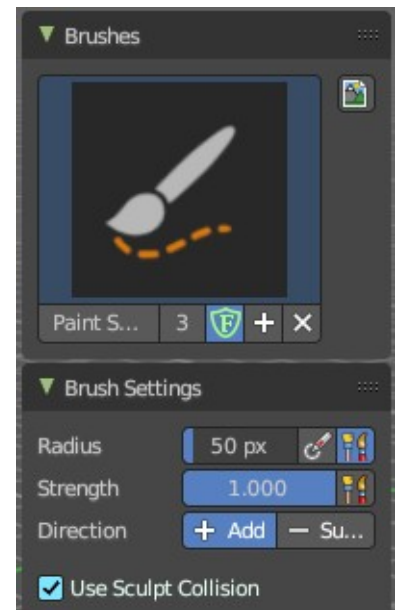 Brushes
Paint S... 3 F
Brush Settings
Radius 50 px
Strength 1.000
Direction + Add − Su...
Use Sculpt Collision